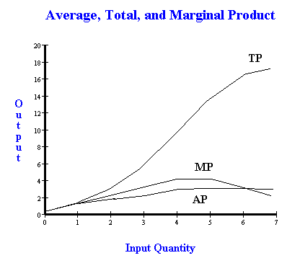 Average, Total, and Marginal Product
20
18
16
14
12
10
8
6
4
2
0
Output
TP
MP
AP
0 1 2 3 4 5 6 7
Input Quantity